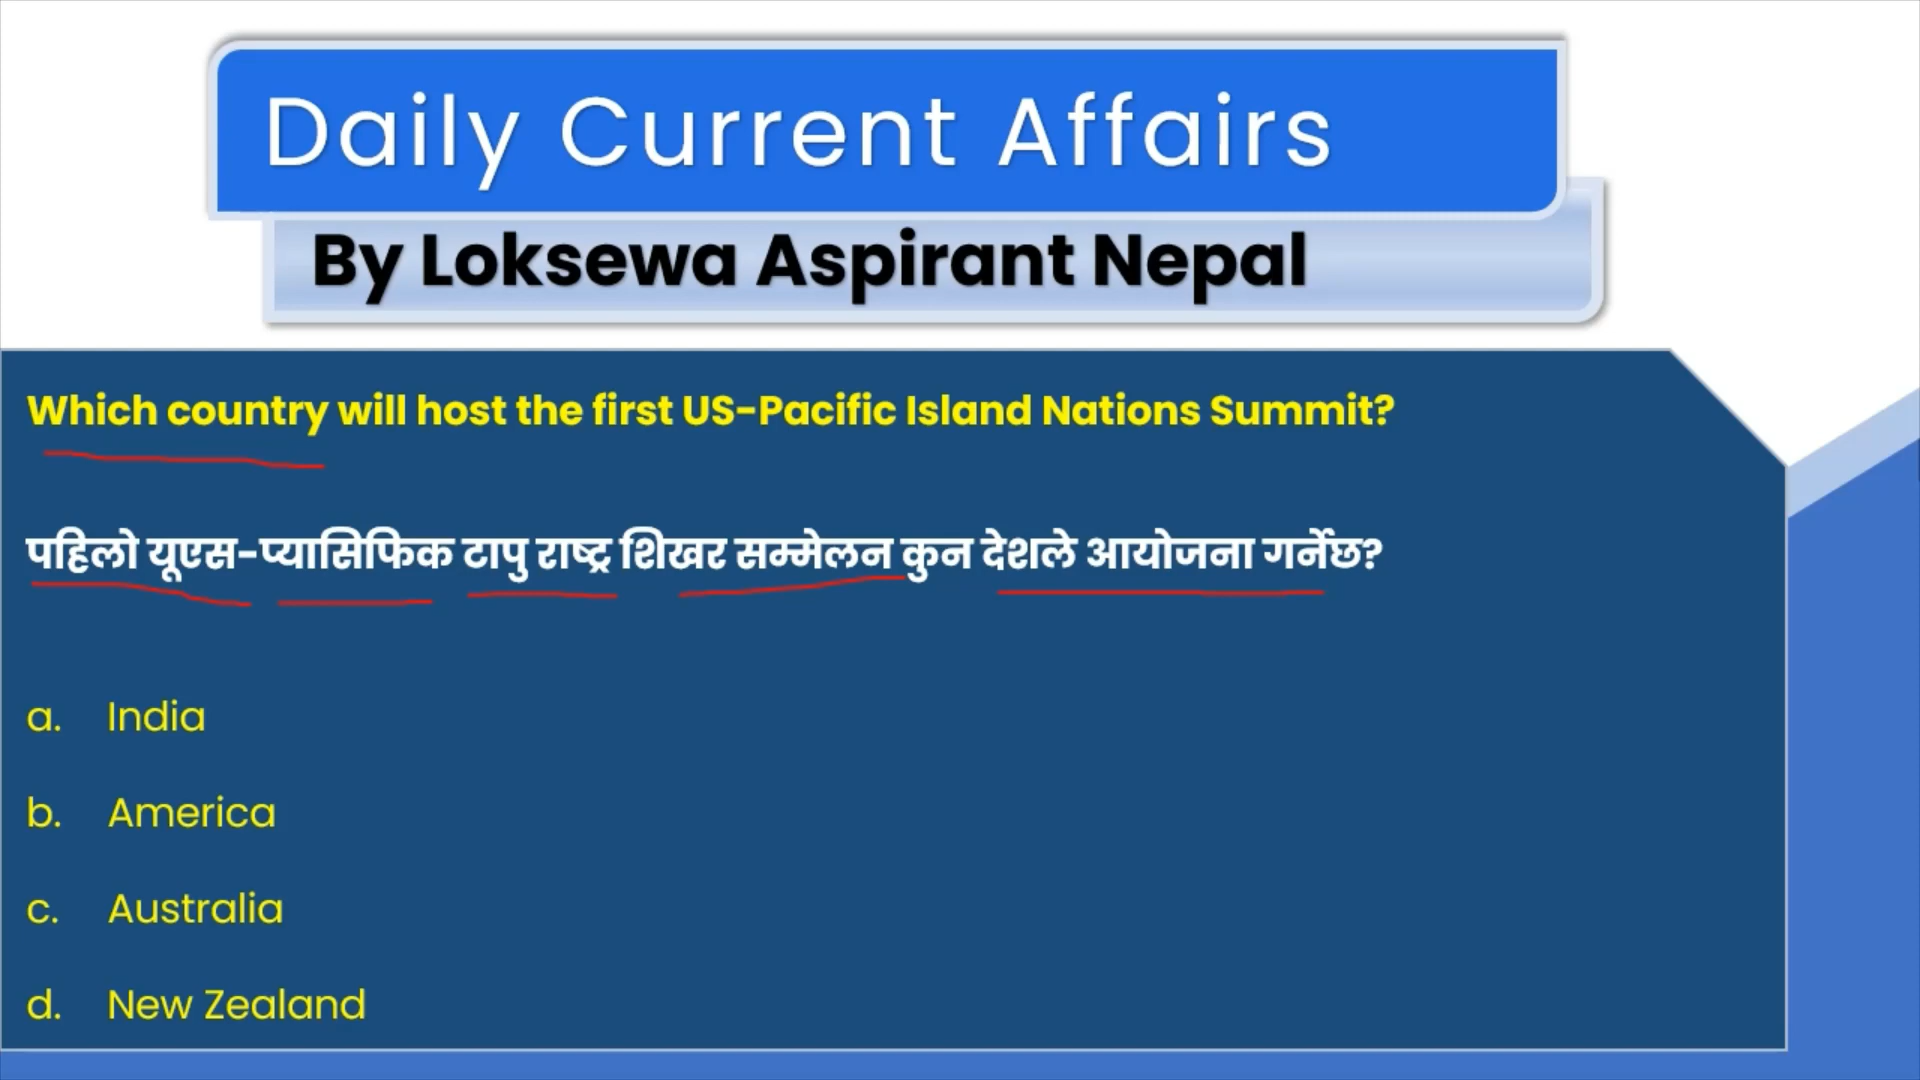 Daily Current Affairs
By Loksewa Aspirant Nepal
Which country will host the first US-Pacific Island Nations Summit?
पहिलो यूएस-प्यासिफिक टापु राष्ट्र शिखर सम्मेलन कुन देशले आयोजना गर्नेछ?
a. India
b. America
c. Australia
d. New Zealand